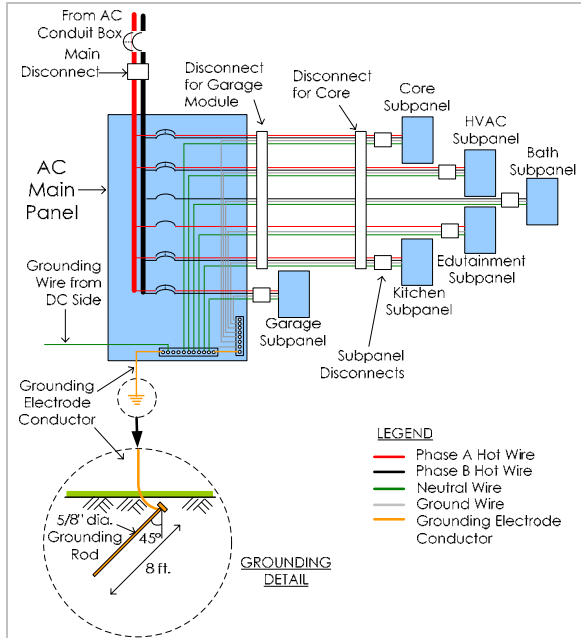 From AC
Conduit Box
Main
Disconnect
Disconnect
for Garage
Module
Disconnect
for Core
Core
Subpanel
HVAC
Subpanel
Bath
Subpanel
AC
Main
Panel
Edutainment
Subpanel
Grounding
Wire from
DC Side
Kitchen
Subpanel
Garage
Subpanel
Subpanel
Disconnects
Grounding
Electrode
Conductor
LEGEND
Phase A Hot Wire
Phase B Hot Wire
Neutral Wire
Ground Wire
Grounding Electrode
Conductor
5/8" dia.
Grounding
Rod
45°
8 ft.
GROUNDING
DETAIL